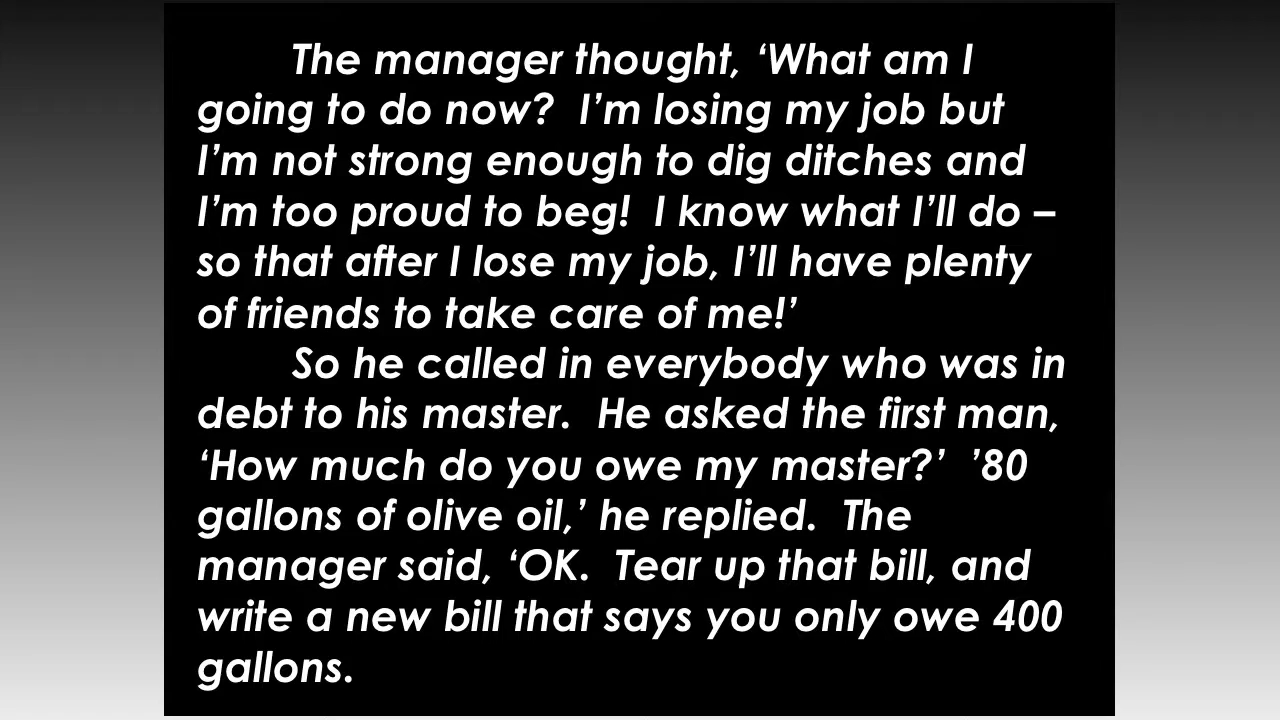 The manager thought, ‘What am I
going to do now?  I’m losing my job but
I’m not strong enough to dig ditches and
I’m too proud to beg!  I know what I’ll do –
so that after I lose my job, I’ll have plenty
of friends to take care of me!’
So he called in everybody who was in
debt to his master.  He asked the first man,
‘How much do you owe my master?’  ’80
gallons of olive oil,’ he replied.  The
manager said, ‘OK.  Tear up that bill, and
write a new bill that says you only owe 400
gallons.